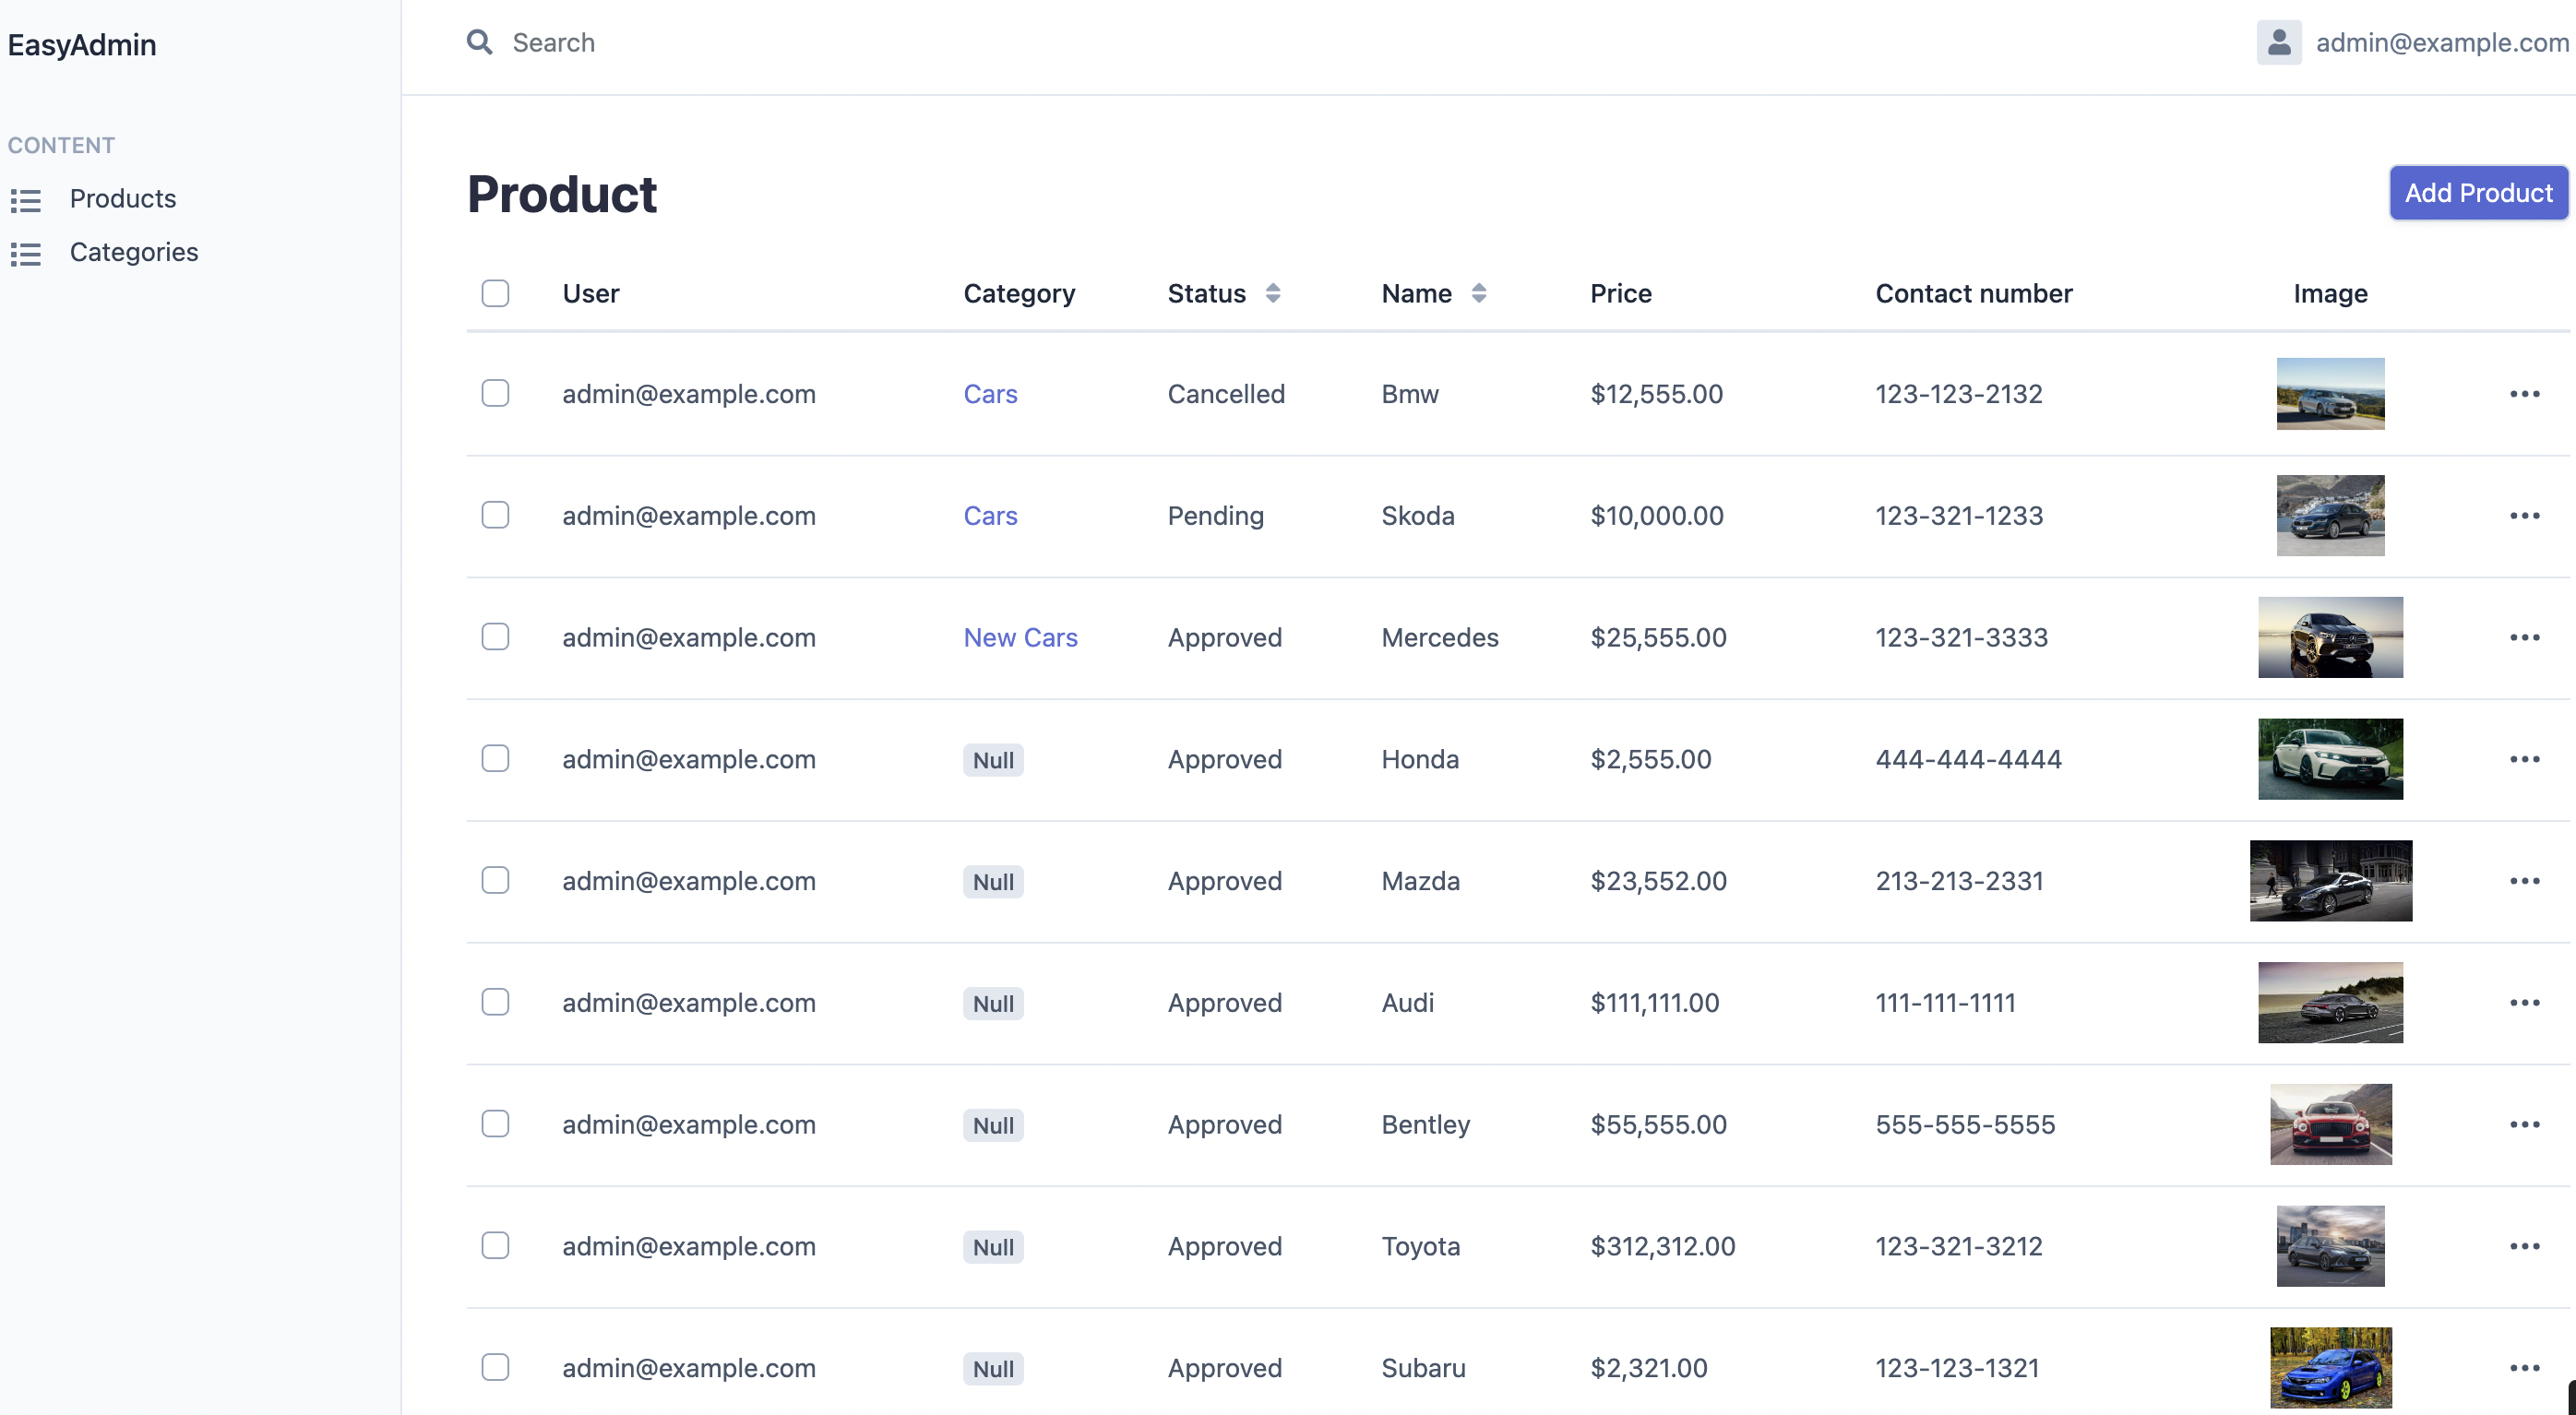 EasyAdmin
Search
admin@example.com
CONTENT
Products
Categories
Product
Add Product
User Category Status Name Price Contact number Image
admin@example.com Cars Cancelled Bmw $12,555.00 123-123-2132
admin@example.com Cars Pending Skoda $10,000.00 123-321-1233
admin@example.com New Cars Approved Mercedes $25,555.00 123-321-3333
admin@example.com Null Approved Honda $2,555.00 444-444-4444
admin@example.com Null Approved Mazda $23,552.00 213-213-2331
admin@example.com Null Approved Audi $111,111.00 111-111-1111
admin@example.com Null Approved Bentley $55,555.00 555-555-5555
admin@example.com Null Approved Toyota $312,312.00 123-321-3212
admin@example.com Null Approved Subaru $2,321.00 123-123-1321